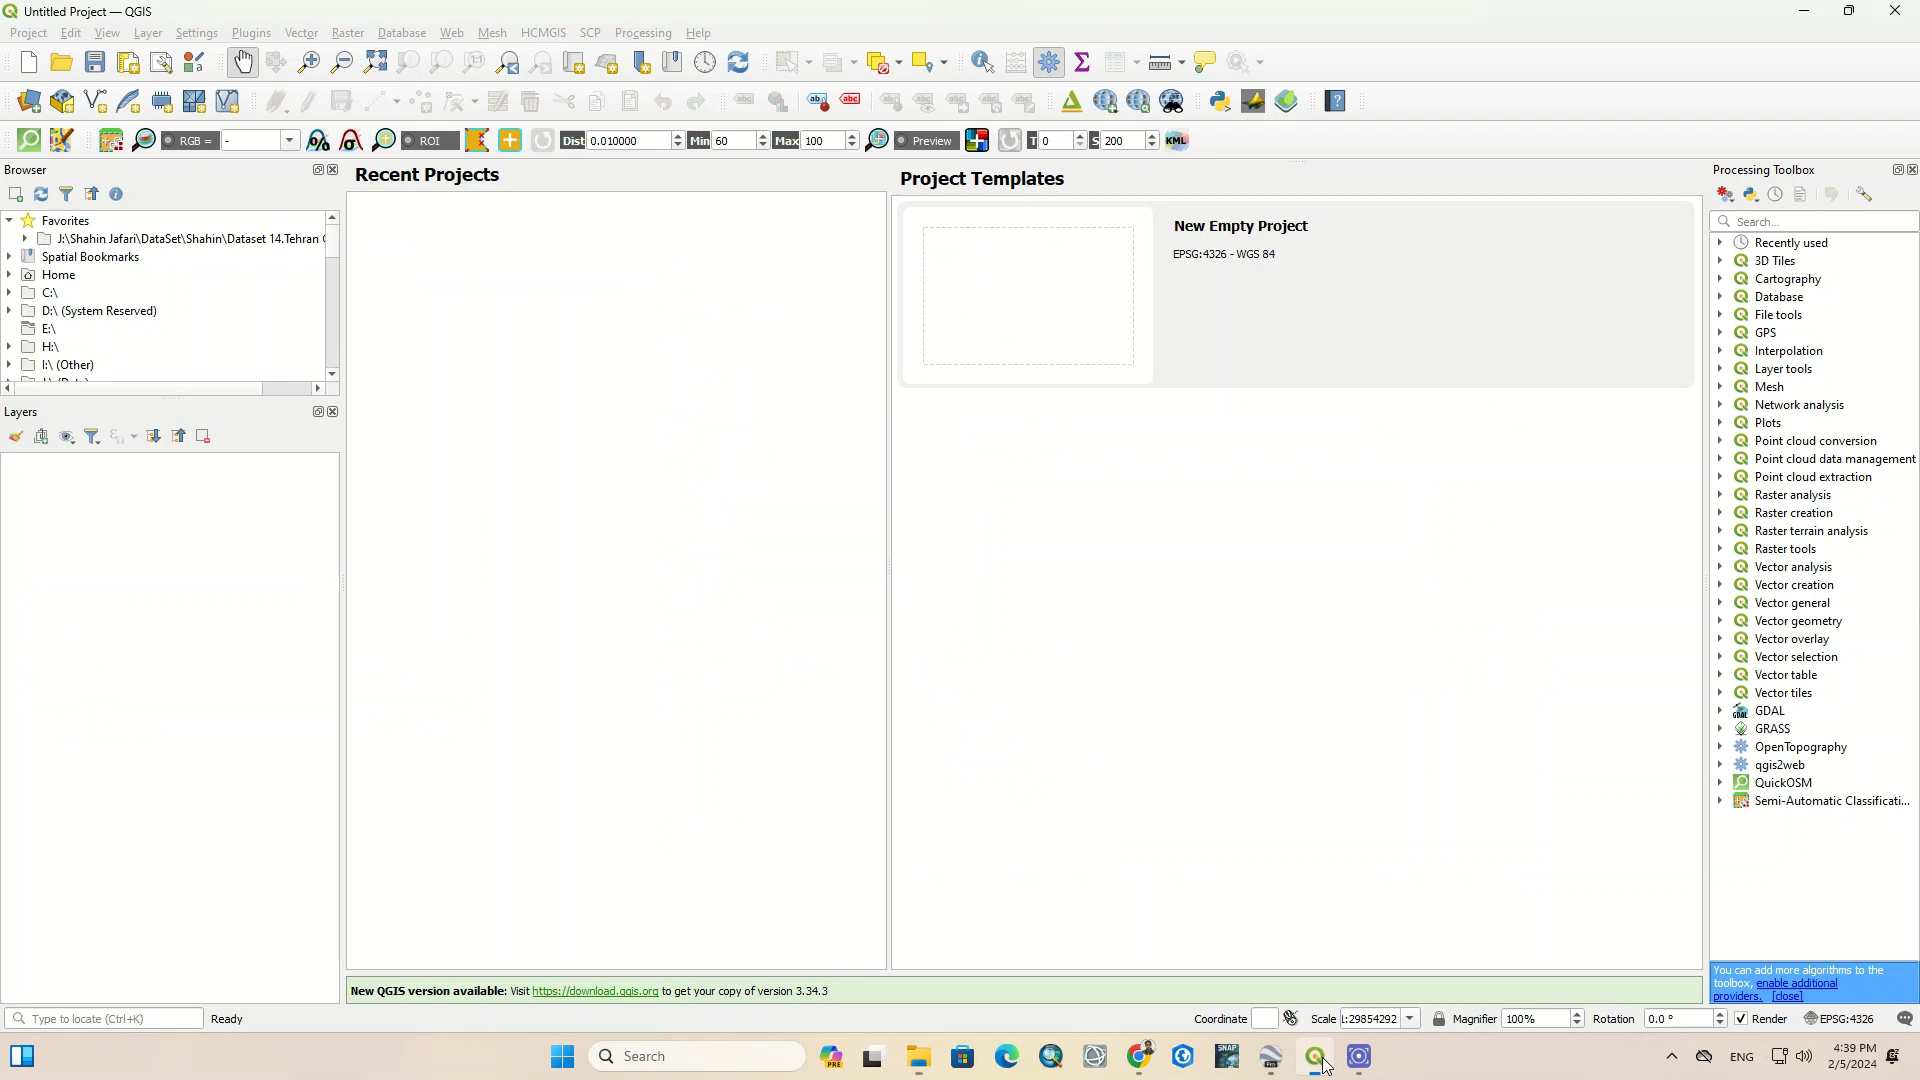 Untitled Project — QGIS
Project Edit View Layer Settings Plugins Vector Raster Database Web Mesh HCMGIS SCP Processing Help
RGB = - ROI Dist 0.010000 Min 60 Max 100 Preview T 0 S 200 KML
Browser
Favorites
J:\Shahin Jafari\DataSet\Shahin\Dataset 14.Tehran
Spatial Bookmarks
Home
C:\
D:\ (System Reserved)
E:\
H:\
I:\ (Other)
Layers
Recent Projects
Project Templates
New Empty Project
EPSG:4326 - WGS 84
Processing Toolbox
Search...
Recently used
3D Tiles
Cartography
Database
File tools
GPS
Interpolation
Layer tools
Mesh
Network analysis
Plots
Point cloud conversion
Point cloud data management
Point cloud extraction
Raster analysis
Raster creation
Raster terrain analysis
Raster tools
Vector analysis
Vector creation
Vector general
Vector geometry
Vector overlay
Vector selection
Vector table
Vector tiles
GDAL
GRASS
OpenTopography
qgis2web
QuickOSM
Semi-Automatic Classificati...
You can add more algorithms to the
toolbox, enable additional
providers. [close]
New QGIS version available: Visit https://download.qgis.org to get your copy of version 3.34.3
Type to locate (Ctrl+K) Ready Coordinate Scale 1:29854292 Magnifier 100% Rotation 0.0 ° Render EPSG:4326
Search ENG 4:39 PM
2/5/2024